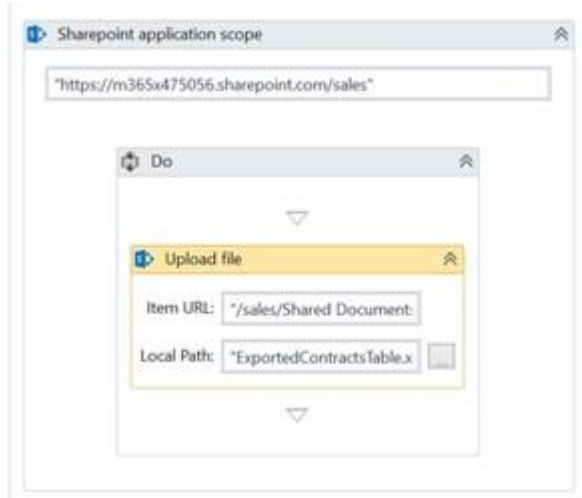 Sharepoint application scope
"https://m365x475056.sharepoint.com/sales"
Do
Upload file
Item URL: "/sales/Shared Document:
Local Path: "ExportedContractsTable.x ...